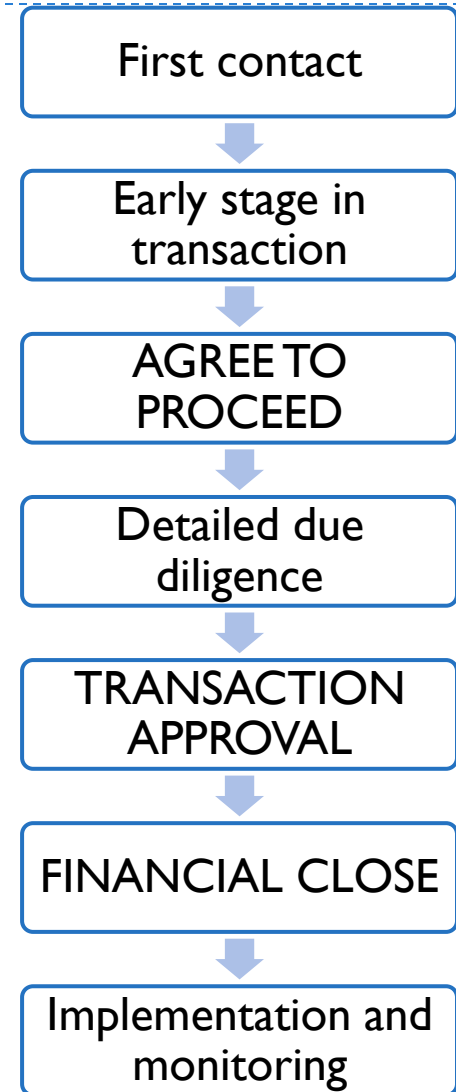 First contact
Early stage in
transaction
AGREE TO
PROCEED
Detailed due
diligence
TRANSACTION
APPROVAL
FINANCIAL CLOSE
Implementation and
monitoring